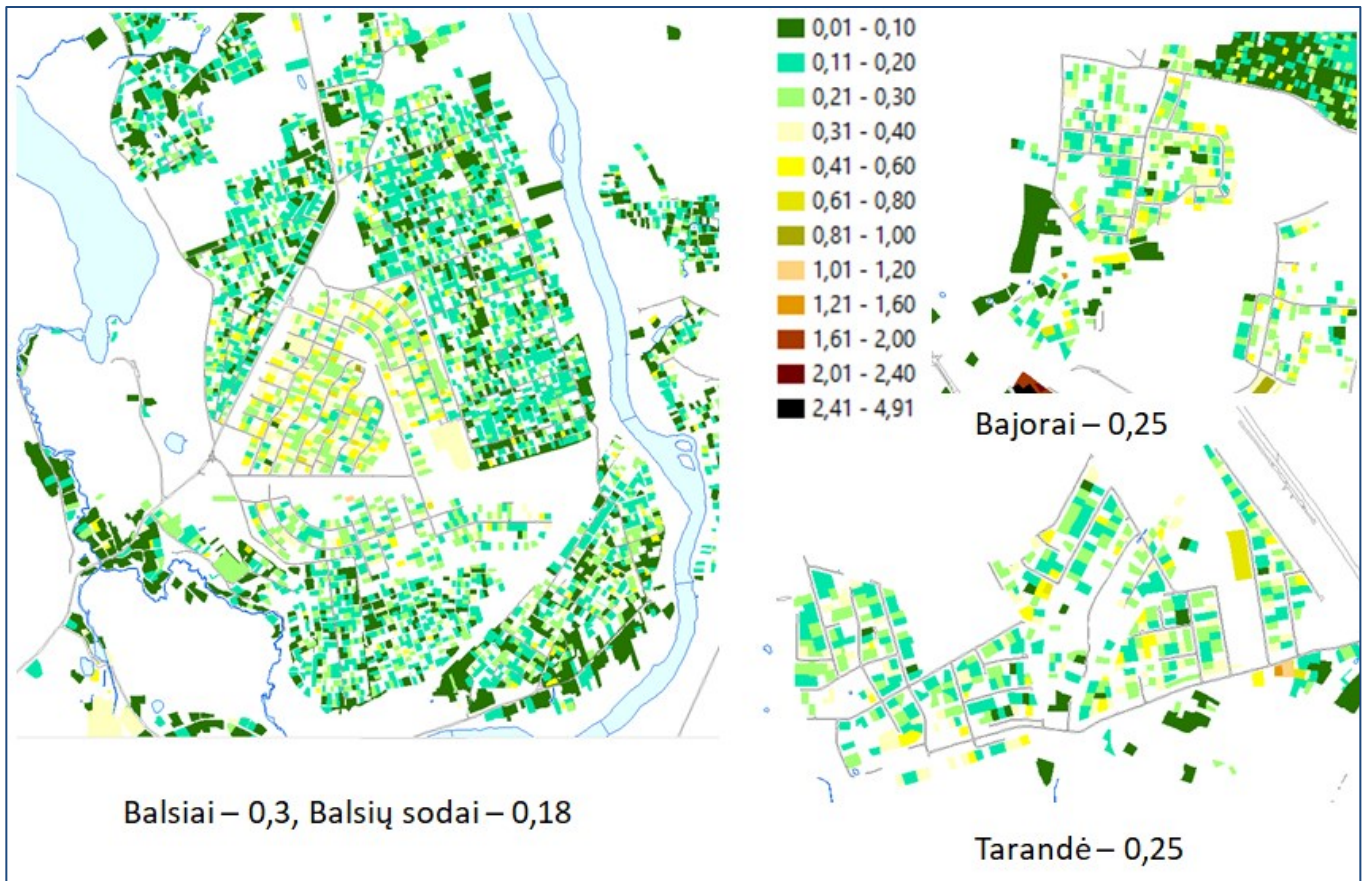 0,01 - 0,10
0,11 - 0,20
0,21 - 0,30
0,31 - 0,40
0,41 - 0,60
0,61 - 0,80
0,81 - 1,00
1,01 - 1,20
1,21 - 1,60
1,61 - 2,00
2,01 - 2,40
2,41 - 4,91
Bajorai – 0,25
Balsiai – 0,3, Balsių sodai – 0,18
Tarandė – 0,25